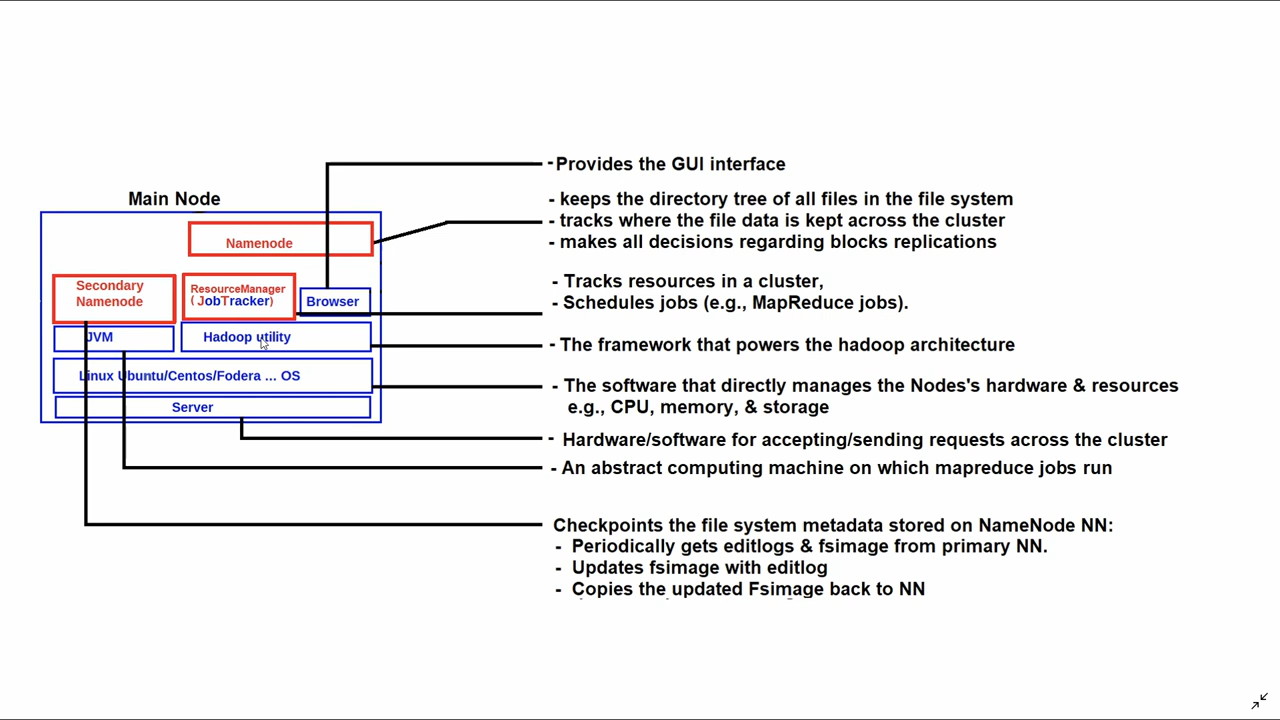 - Provides the GUI interface
Main Node
- keeps the directory tree of all files in the file system
- tracks where the file data is kept across the cluster
- makes all decisions regarding blocks replications
Namenode
Secondary
Namenode
ResourceManager
( JobTracker)
Browser
- Tracks resources in a cluster,
- Schedules jobs (e.g., MapReduce jobs).
JVM
Hadoop utility
- The framework that powers the hadoop architecture
Linux Ubuntu/Centos/Fodera ... OS
- The software that directly manages the Nodes's hardware & resources
e.g., CPU, memory, & storage
Server
- Hardware/software for accepting/sending requests across the cluster
- An abstract computing machine on which mapreduce jobs run
Checkpoints the file system metadata stored on NameNode NN:
- Periodically gets editlogs & fsimage from primary NN.
- Updates fsimage with editlog
- Copies the updated Fsimage back to NN